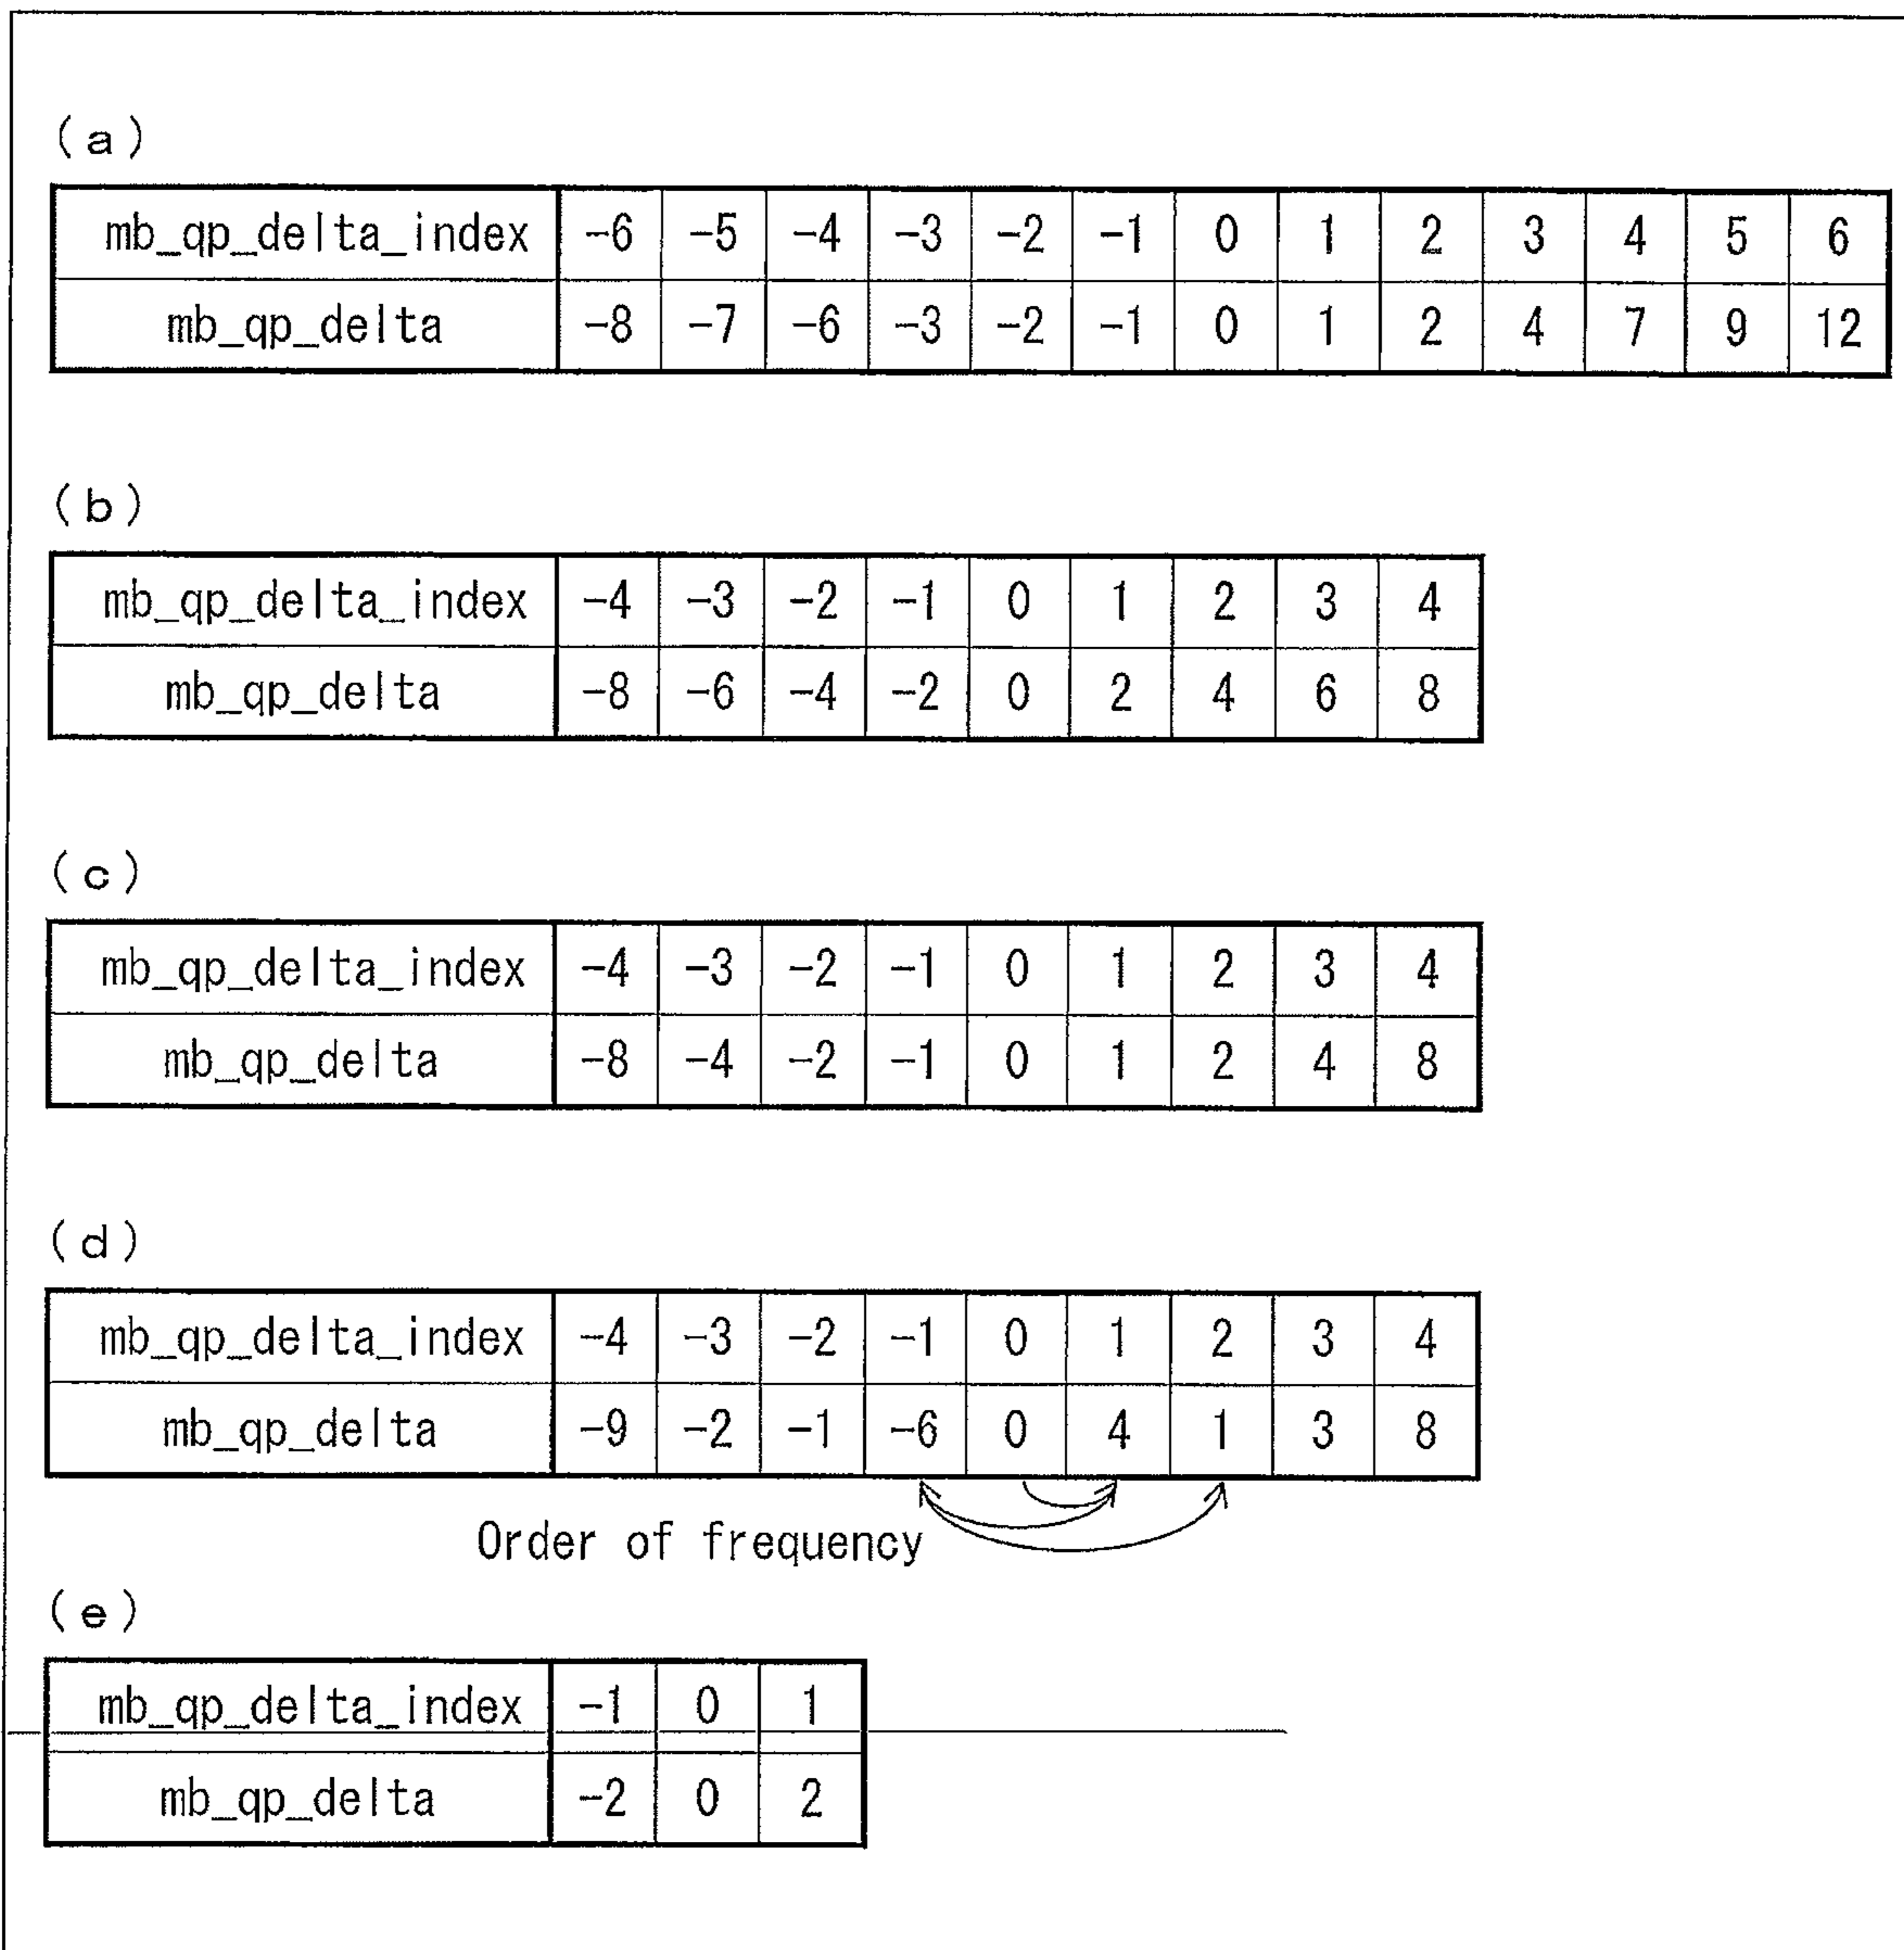 (a)
mb_qp_delta_index -6 -5 -4 -3 -2 -1 0 1 2 3 4 5 6
mb_qp_delta -8 -7 -6 -3 -2 -1 0 1 2 4 7 9 12
(b)
mb_qp_delta_index -4 -3 -2 -1 0 1 2 3 4
mb_qp_delta -8 -6 -4 -2 0 2 4 6 8
(c)
mb_qp_delta_index -4 -3 -2 -1 0 1 2 3 4
mb_qp_delta -8 -4 -2 -1 0 1 2 4 8
(d)
mb_qp_delta_index -4 -3 -2 -1 0 1 2 3 4
mb_qp_delta -9 -2 -1 -6 0 4 1 3 8
Order of frequency
(e)
mb_qp_delta_index -1 0 1
mb_qp_delta -2 0 2